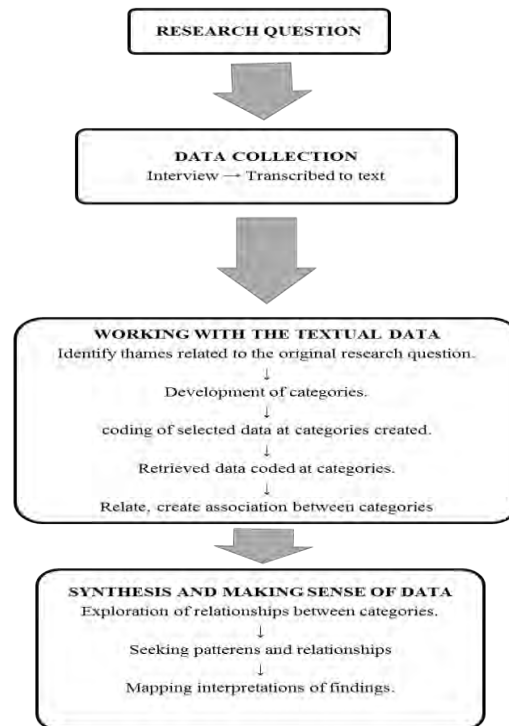 RESEARCH QUESTION
DATA COLLECTION
Interview → Transcribed to text
WORKING WITH THE TEXTUAL DATA
Identify thames related to the original research question.
↓
Development of categories.
↓
coding of selected data at categories created.
↓
Retrieved data coded at categories.
↓
Relate, create association between categories
SYNTHESIS AND MAKING SENSE OF DATA
Exploration of relationships between categories.
↓
Seeking patterens and relationships
↓
Mapping interpretations of findings.